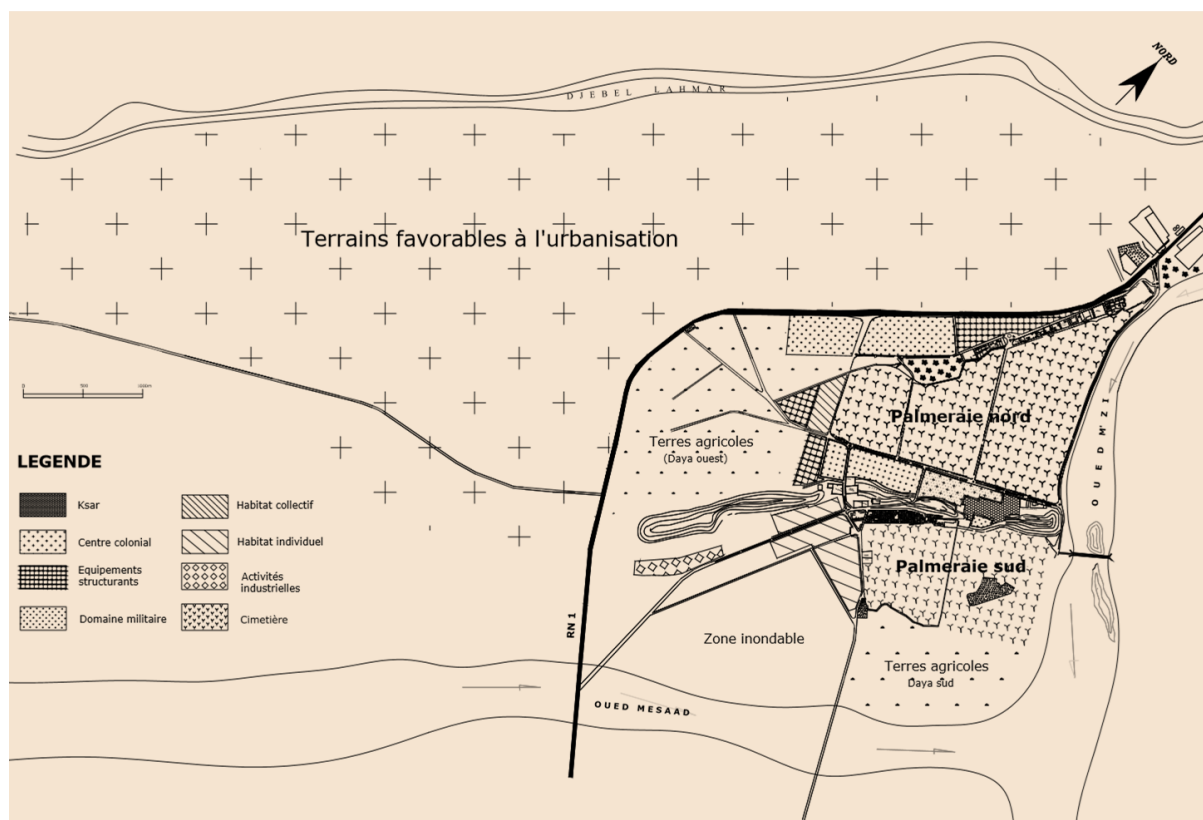 NORD
DJEBEL LAHMAR
Terrains favorables à l'urbanisation
Palmeraie nord
Terres agricoles
(Daya ouest)
OUED M'ZI
LEGENDE
Ksar
Habitat collectif
Centre colonial
Habitat individuel
Equipements
structurants
Activités
industrielles
Domaine militaire
Cimetière
Palmeraie sud
RN 1
Zone inondable
Terres agricoles
Daya sud
OUED MESAAD